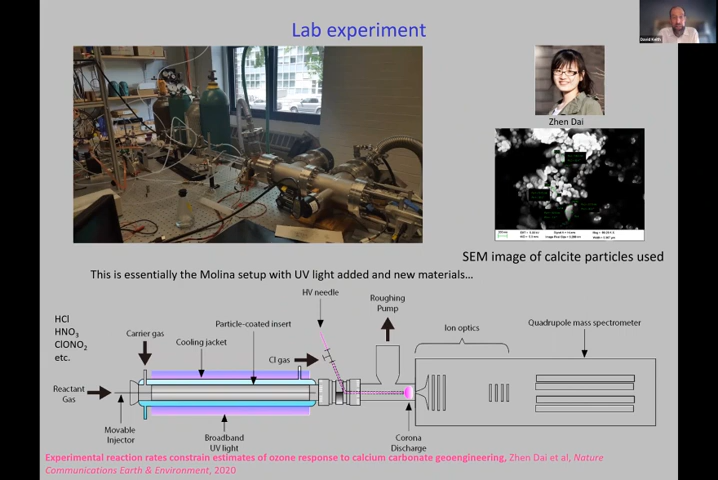 Lab experiment
David Keith
Zhen Dai
SEM image of calcite particles used
This is essentially the Molina setup with UV light added and new materials...
HCl
HNO3
ClONO2
etc.
HV needle
Roughing
Pump
Ion optics
Quadrupole mass spectrometer
Carrier gas
Particle-coated insert
Cooling jacket
CI gas
Reactant
Gas
Movable
Injector
Broadband
UV light
Corona
Discharge
Experimental reaction rates constrain estimates of ozone response to calcium carbonate geoengineering, Zhen Dai et al, Nature
Communications Earth & Environment, 2020